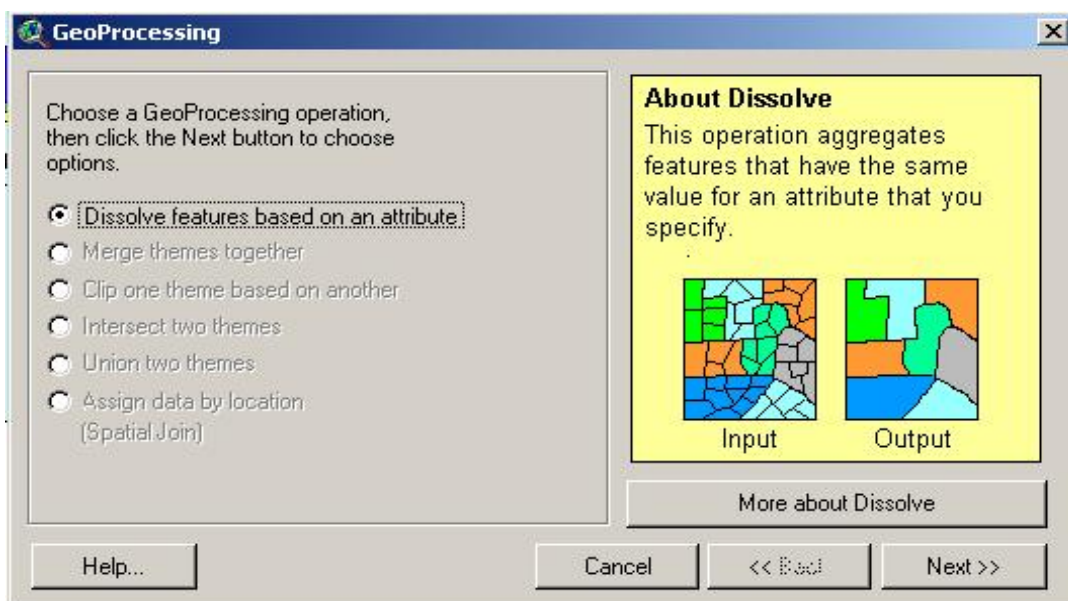 GeoProcessing
Choose a GeoProcessing operation,
then click the Next button to choose
options.
Dissolve features based on an attribute
Merge themes together
Clip one theme based on another
Intersect two themes
Union two themes
Assign data by location
(Spatial Join)
About Dissolve
This operation aggregates
features that have the same
value for an attribute that you
specify.
Input Output
More about Dissolve
Help... Cancel << Back Next >>